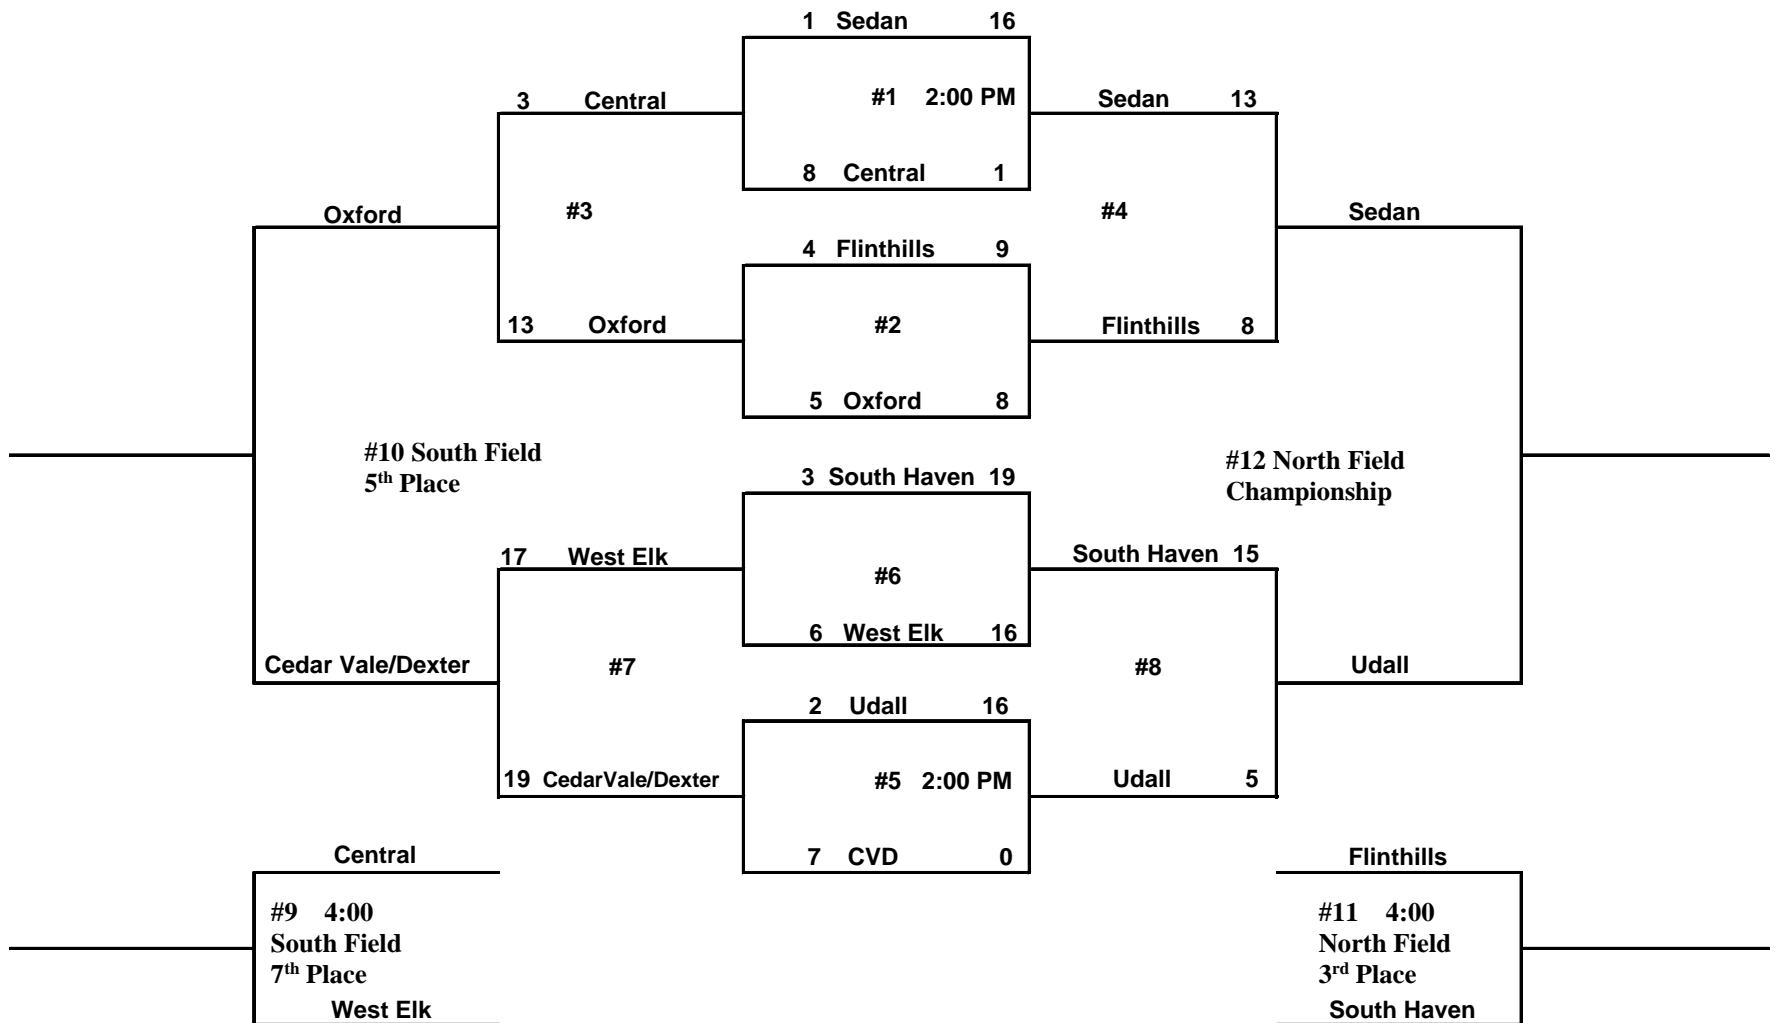 1 Sedan 16
3 Central
#1 2:00 PM
Sedan 13
8 Central 1
Oxford
#3
#4
Sedan
4 Flinthills 9
13 Oxford
#2
Flinthills 8
5 Oxford 8
#10 South Field
5th Place
#12 North Field
Championship
3 South Haven 19
17 West Elk
#6
South Haven 15
6 West Elk 16
Cedar Vale/Dexter
#7
#8
Udall
2 Udall 16
19 CedarVale/Dexter
#5 2:00 PM
Udall 5
7 CVD 0
Central
#9 4:00
South Field
7th Place
West Elk
Flinthills
#11 4:00
North Field
3rd Place
South Haven